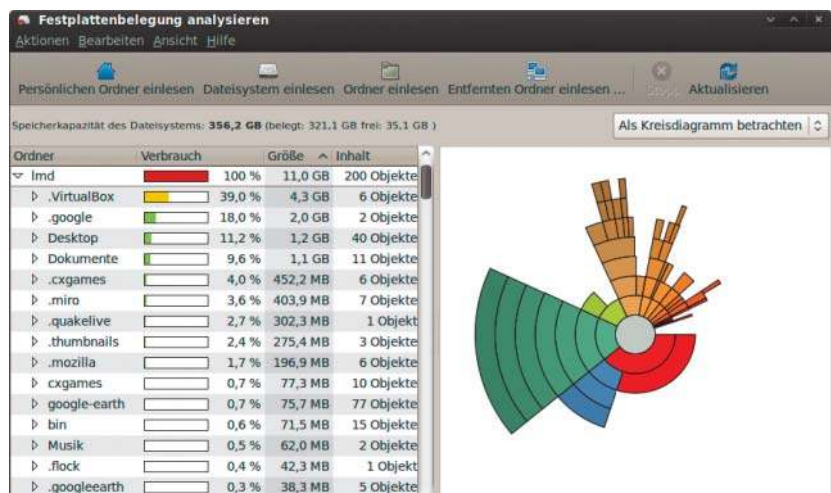 Festplattenbelegung analysieren
Aktionen Bearbeiten Ansicht Hilfe
Persönlichen Ordner einlesen Dateisystem einlesen Ordner einlesen Entfernten Ordner einlesen ... Stopp Aktualisieren
Speicherkapazität des Dateisystems: 356,2 GB (belegt: 321,1 GB frei: 35,1 GB )
Als Kreisdiagramm betrachten
Ordner Verbrauch Größe Inhalt
lmd 100 % 11,0 GB 200 Objekte
.VirtualBox 39,0 % 4,3 GB 6 Objekte
.google 18,0 % 2,0 GB 2 Objekte
Desktop 11,2 % 1,2 GB 40 Objekte
Dokumente 9,6 % 1,1 GB 11 Objekte
.cxgames 4,0 % 452,2 MB 6 Objekte
.miro 3,6 % 403,9 MB 7 Objekte
.quakelive 2,7 % 302,3 MB 1 Objekt
.thumbnails 2,4 % 275,4 MB 3 Objekte
.mozilla 1,7 % 196,9 MB 6 Objekte
cxgames 0,7 % 77,3 MB 10 Objekte
google-earth 0,7 % 75,7 MB 77 Objekte
bin 0,6 % 71,5 MB 15 Objekte
Musik 0,5 % 62,0 MB 2 Objekte
.flock 0,4 % 42,3 MB 1 Objekt
.googleearth 0,3 % 38,3 MB 5 Objekte